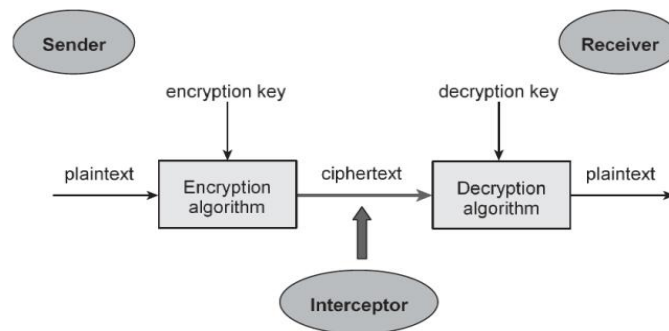 Sender
Receiver
encryption key
decryption key
plaintext
ciphertext
plaintext
Encryption
algorithm
Decryption
algorithm
Interceptor